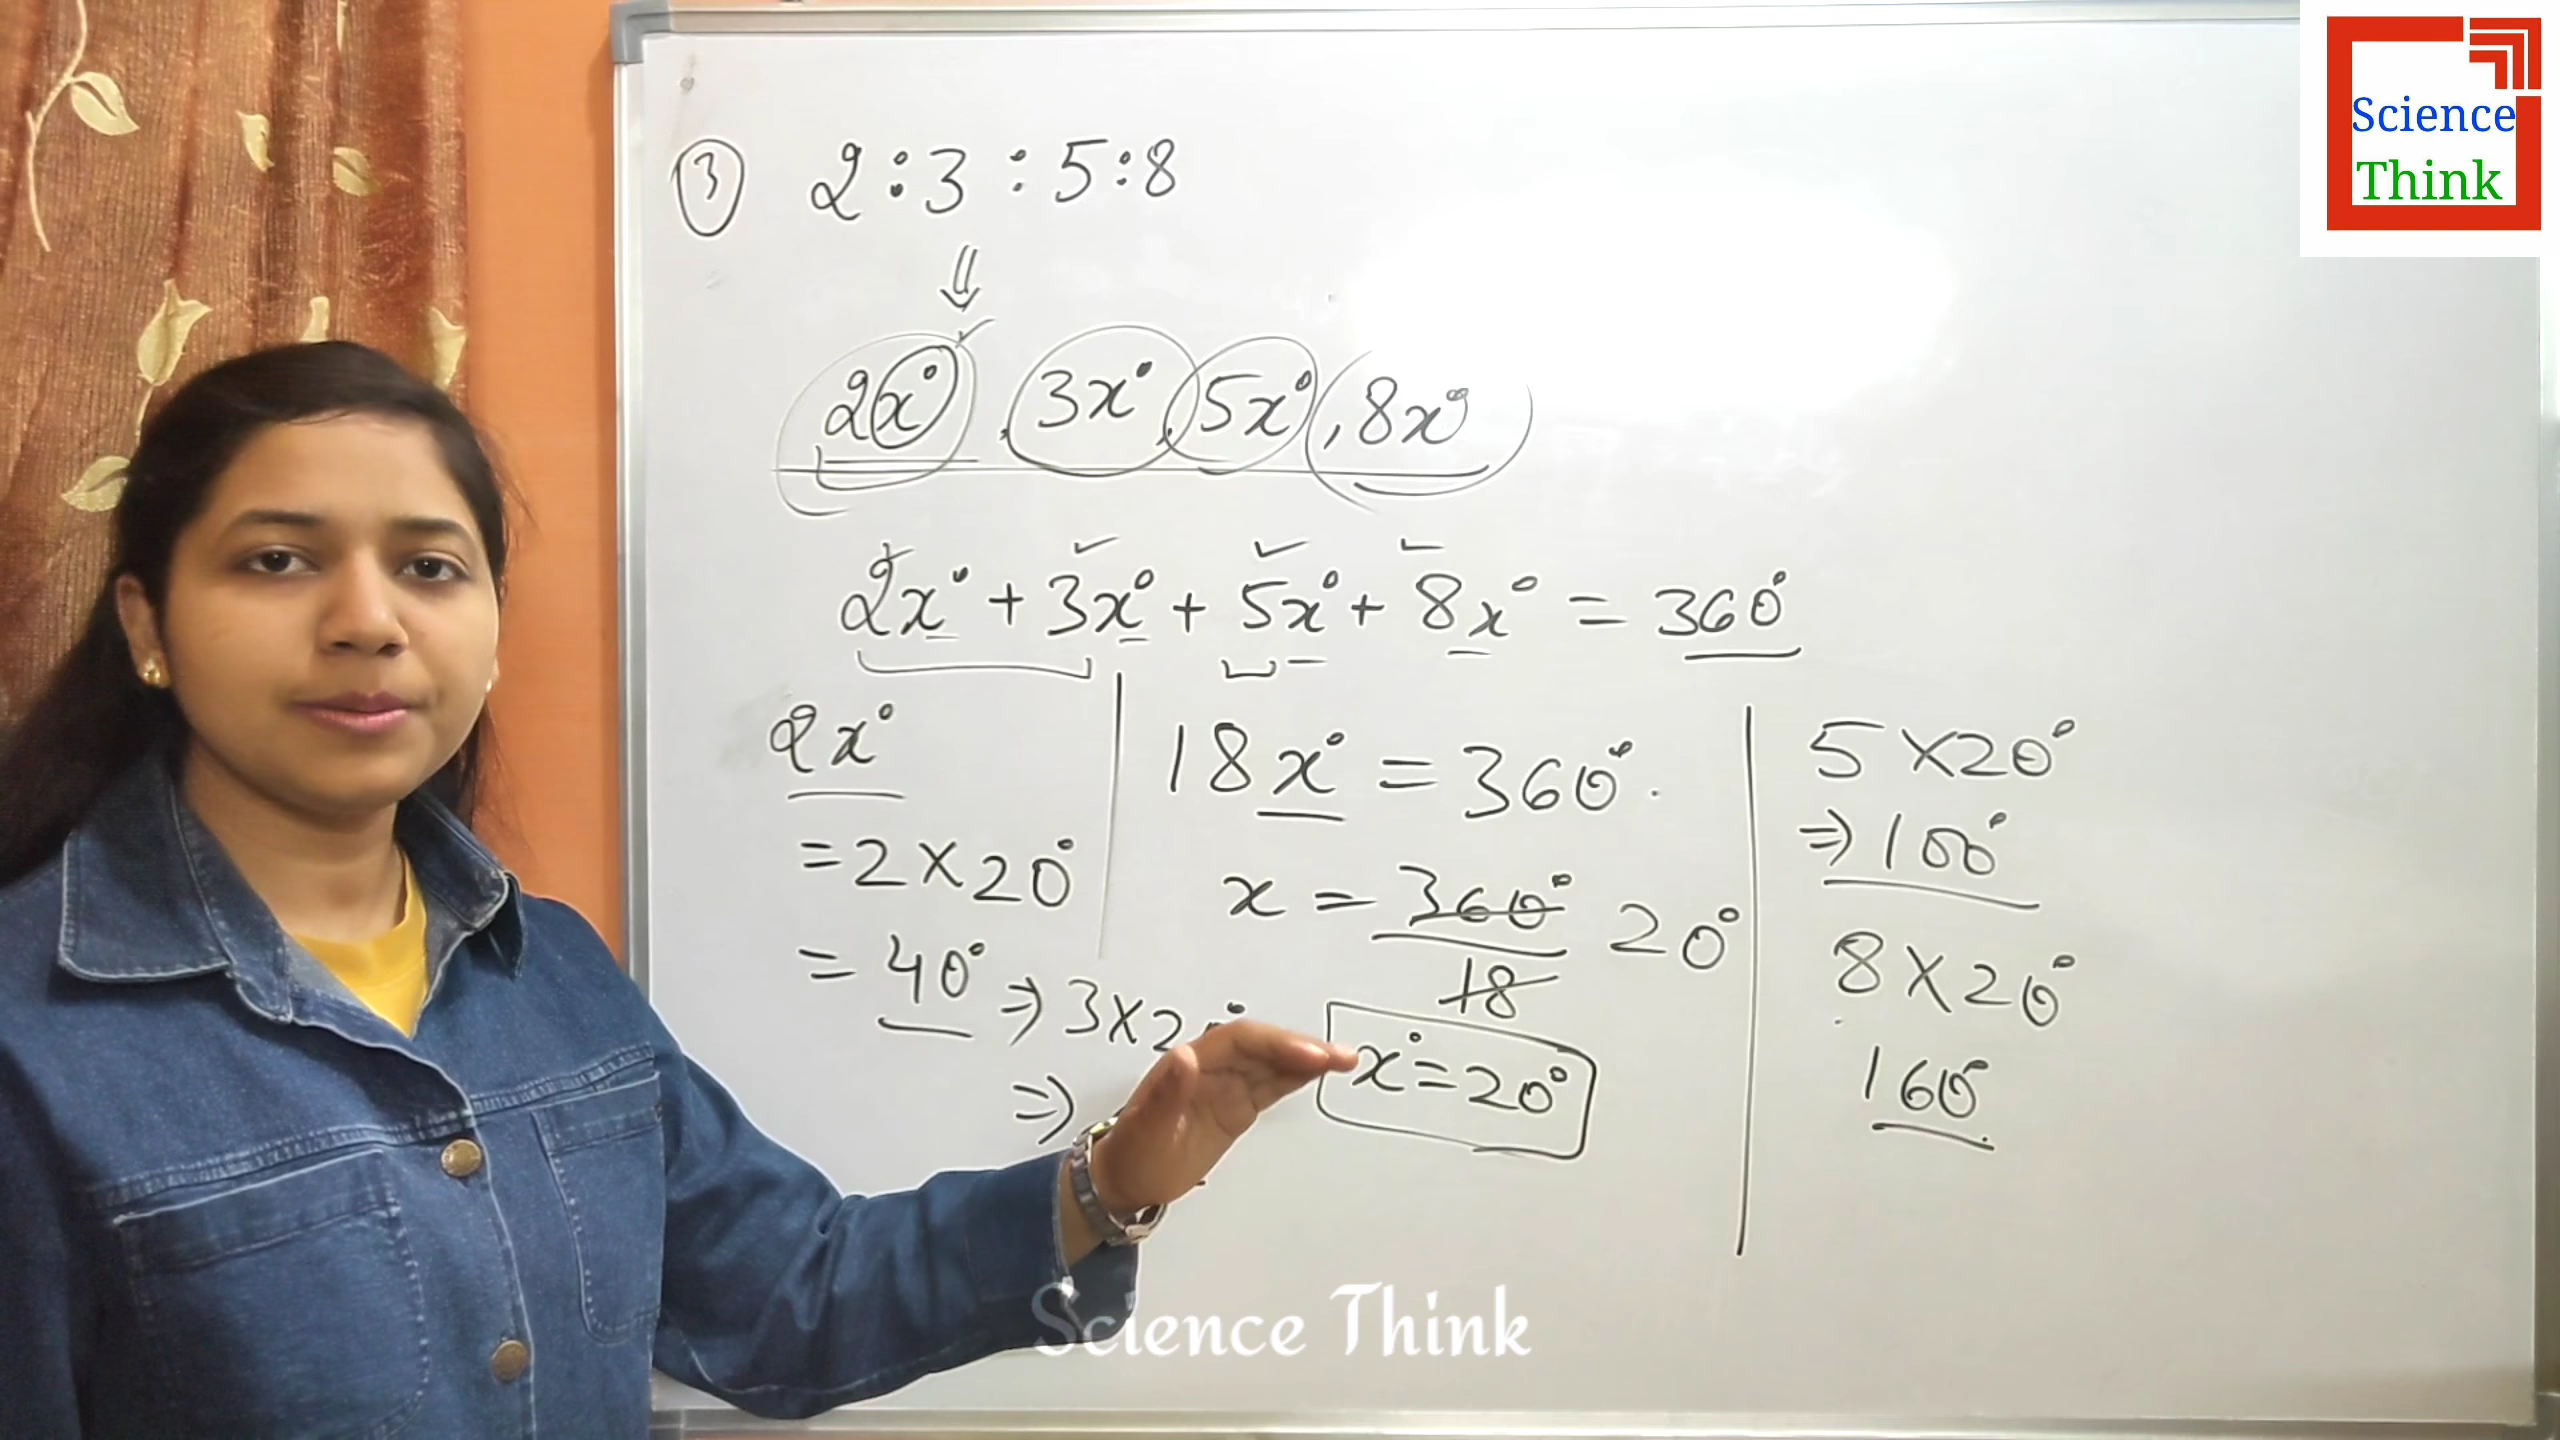 ③ 2:3:5:8
⇓
2x°, 3x°, 5x°, 8x°
2x° + 3x° + 5x° + 8x° = 360°
2x°
= 2×20°
= 40°
⇒ 3×2
⇒
18x° = 360°.
x = 360°/18 20°
x° = 20°
5×20°
⇒ 100°
8×20°
160°
Science
Think
Science Think